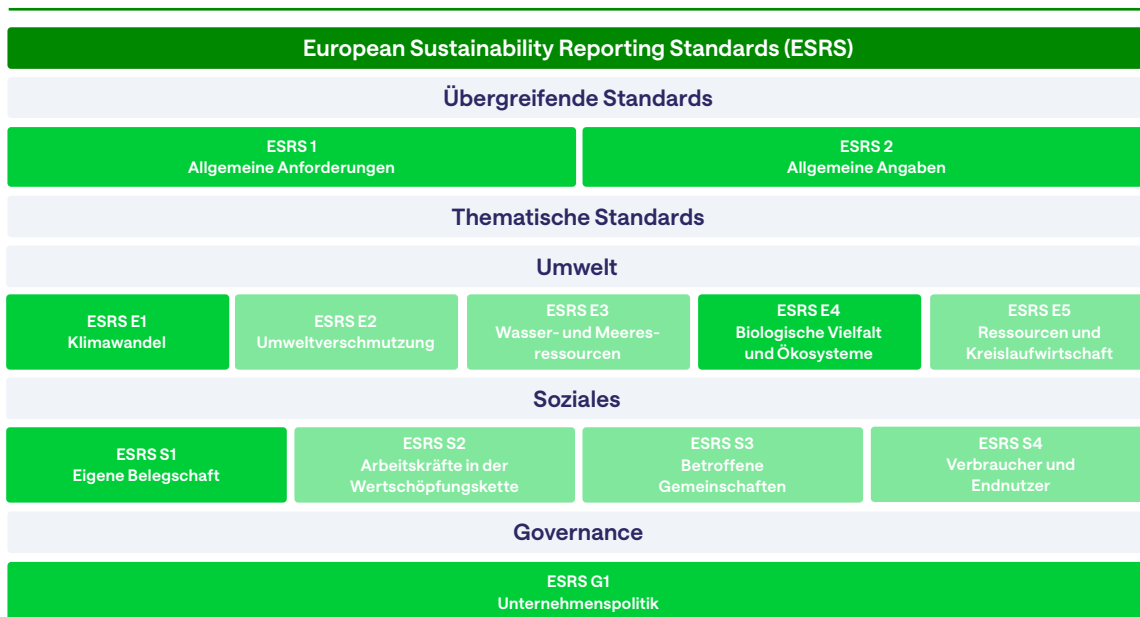 European Sustainability Reporting Standards (ESRS)
Übergreifende Standards
ESRS 1
Allgemeine Anforderungen
ESRS 2
Allgemeine Angaben
Thematische Standards
Umwelt
ESRS E1
Klimawandel
ESRS E2
Umweltverschmutzung
ESRS E3
Wasser- und Meeres-
ressourcen
ESRS E4
Biologische Vielfalt
und Ökosysteme
ESRS E5
Ressourcen und
Kreislaufwirtschaft
Soziales
ESRS S1
Eigene Belegschaft
ESRS S2
Arbeitskräfte in der
Wertschöpfungskette
ESRS S3
Betroffene
Gemeinschaften
ESRS S4
Verbraucher und
Endnutzer
Governance
ESRS G1
Unternehmenspolitik